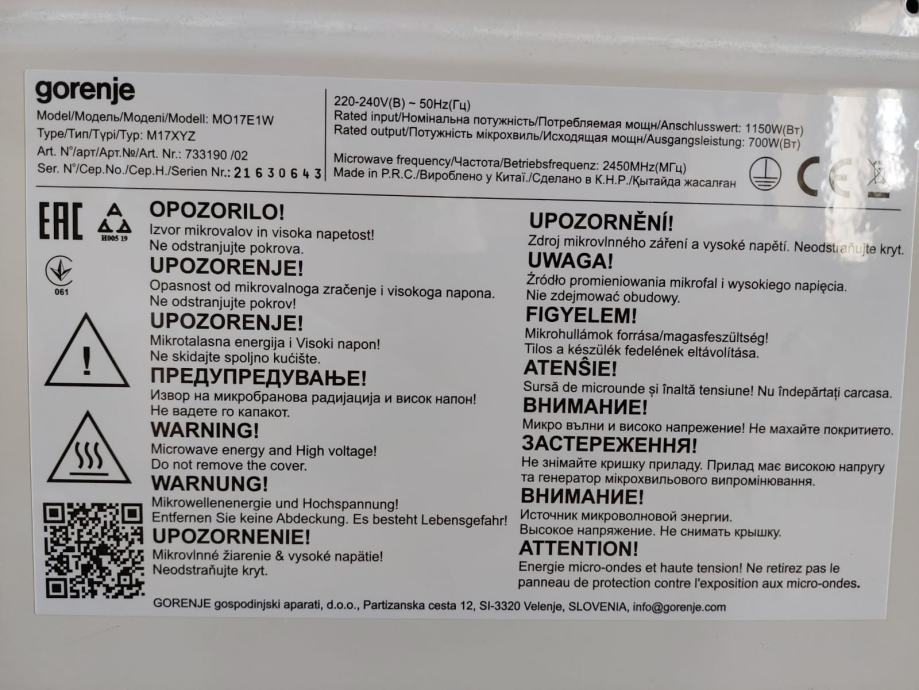 gorenje
Model/Модель/Моделі/Modell: MO17E1W
Type/Тип/Түрі/Typ: M17XYZ
Art. N°/арт/Арт.№/Art. Nr.: 733190 /02
Ser. N°/Сер.No./Сер.Н./Serien Nr.: 21630643
220-240V(В) ~ 50Hz(Гц)
Rated input/Номінальна потужність/Потребляемая мощн/Anschlusswert: 1150W(Вт)
Rated output/Потужність мікрохвиль/Исходящая мощн/Ausgangsleistung: 700W(Вт)
Microwave frequency/Частота/Betriebsfrequenz: 2450MHz(МГц)
Made in P.R.C./Вироблено у Китаї./Сделано в К.Н.Р./Қытайда жасалған
CE
EAC
H005 19
061
OPOZORILO!
Izvor mikrovalov in visoka napetost!
Ne odstranjujte pokrova.
UPOZORENJE!
Opasnost od mikrovalnoga zračenje i visokoga napona.
Ne odstranjujte pokrov!
UPOZORENJE!
Mikrotalasna energija i Visoki napon!
Ne skidajte spoljno kućište.
ПРЕДУПРЕДУВАЊЕ!
Извор на микробранова радијација и висок напон!
Не вадете го капакот.
WARNING!
Microwave energy and High voltage!
Do not remove the cover.
WARNUNG!
Mikrowellenenergie und Hochspannung!
Entfernen Sie keine Abdeckung. Es besteht Lebensgefahr!
UPOZORNENIE!
Mikrovlnné žiarenie & vysoké napätie!
Neodstraňujte kryt.
UPOZORNĚNÍ!
Zdroj mikrovlnného záření a vysoké napětí. Neodstraňujte kryt.
UWAGA!
Źródło promieniowania mikrofal i wysokiego napięcia.
Nie zdejmować obudowy.
FIGYELEM!
Mikrohullámok forrása/magasfeszültség!
Tilos a készülék fedelének eltávolítása.
ATENŞIE!
Sursă de microunde și înaltă tensiune! Nu îndepărtați carcasa.
ВНИМАНИЕ!
Микро вълни и високо напрежение! Не махайте покритието.
ЗАСТЕРЕЖЕННЯ!
Не знімайте кришку приладу. Прилад має високою напругу
та генератор мікрохвильового випромінювання.
ВНИМАНИЕ!
Источник микроволновой энергии.
Высокое напряжение. Не снимать крышку.
ATTENTION!
Energie micro-ondes et haute tension! Ne retirez pas le
panneau de protection contre l'exposition aux micro-ondes.
GORENJE gospodinjski aparati, d.o.o., Partizanska cesta 12, SI-3320 Velenje, SLOVENIA, info@gorenje.com